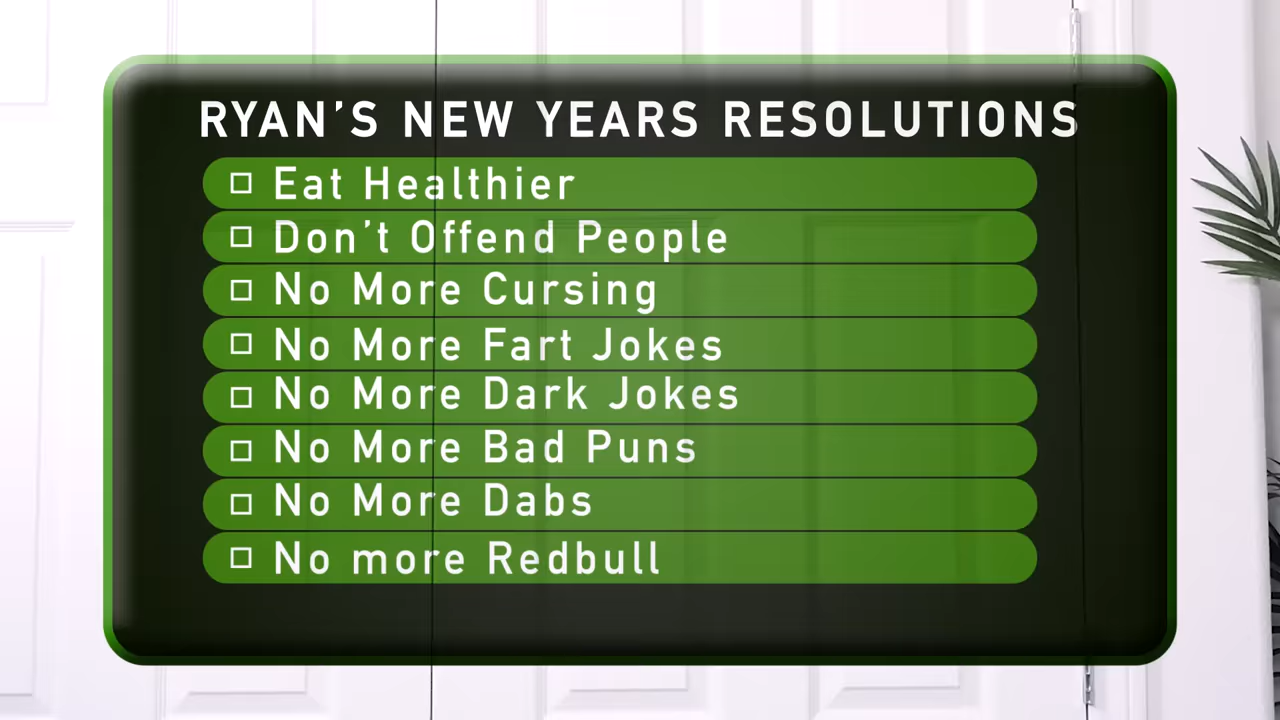 RYAN'S NEW YEARS RESOLUTIONS
Eat Healthier
Don't Offend People
No More Cursing
No More Fart Jokes
No More Dark Jokes
No More Bad Puns
No More Dabs
No more Redbull